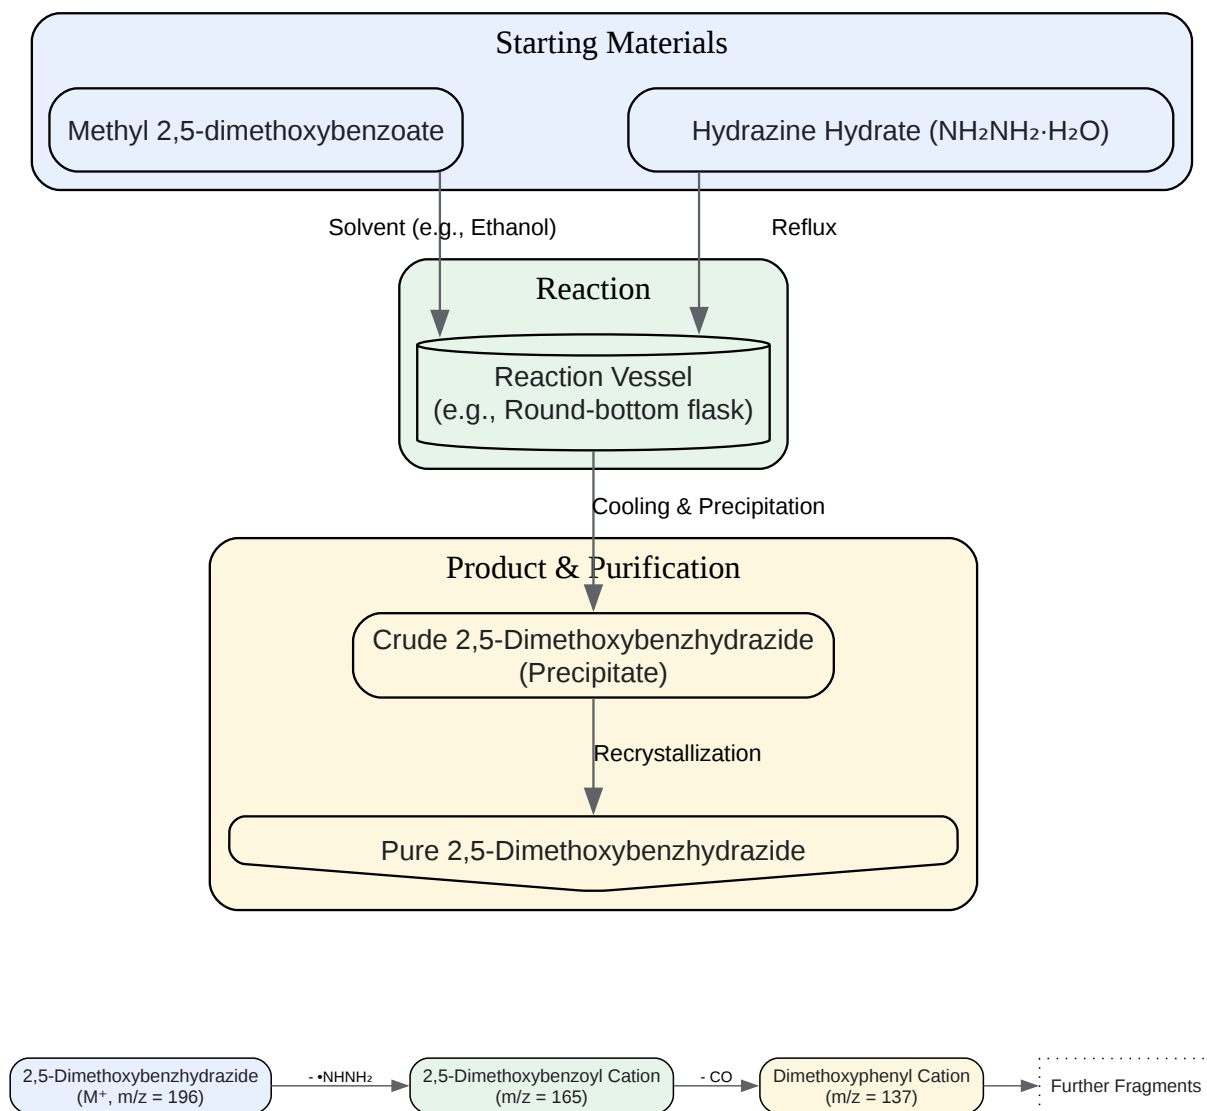 Starting Materials
Methyl 2,5-dimethoxybenzoate
Hydrazine Hydrate (NH₂NH₂·H₂O)
Solvent (e.g., Ethanol)
Reflux
Reaction
Reaction Vessel
(e.g., Round-bottom flask)
Cooling & Precipitation
Product & Purification
Crude 2,5-Dimethoxybenzhydrazide
(Precipitate)
Recrystallization
Pure 2,5-Dimethoxybenzhydrazide
2,5-Dimethoxybenzhydrazide
(M⁺, m/z = 196)
- •NHNH₂
2,5-Dimethoxybenzoyl Cation
(m/z = 165)
- CO
Dimethoxyphenyl Cation
(m/z = 137)
Further Fragments